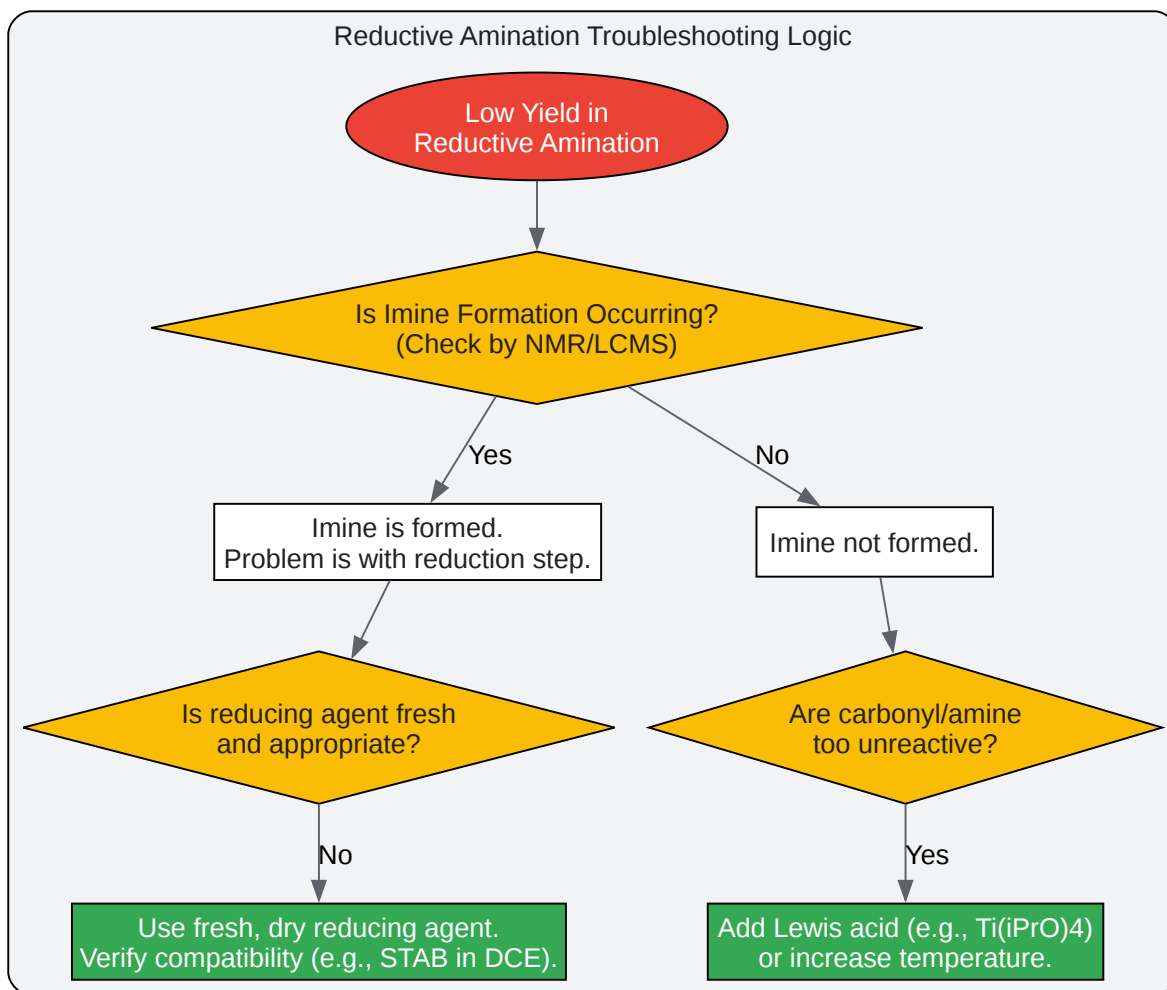 Reductive Amination Troubleshooting Logic
Low Yield in
Reductive Amination
Is Imine Formation Occurring?
(Check by NMR/LCMS)
Yes
No
Imine is formed.
Problem is with reduction step.
Imine not formed.
Is reducing agent fresh
and appropriate?
Are carbonyl/amine
too unreactive?
No
Yes
Use fresh, dry reducing agent.
Verify compatibility (e.g., STAB in DCE).
Add Lewis acid (e.g., Ti(iPrO)4)
or increase temperature.